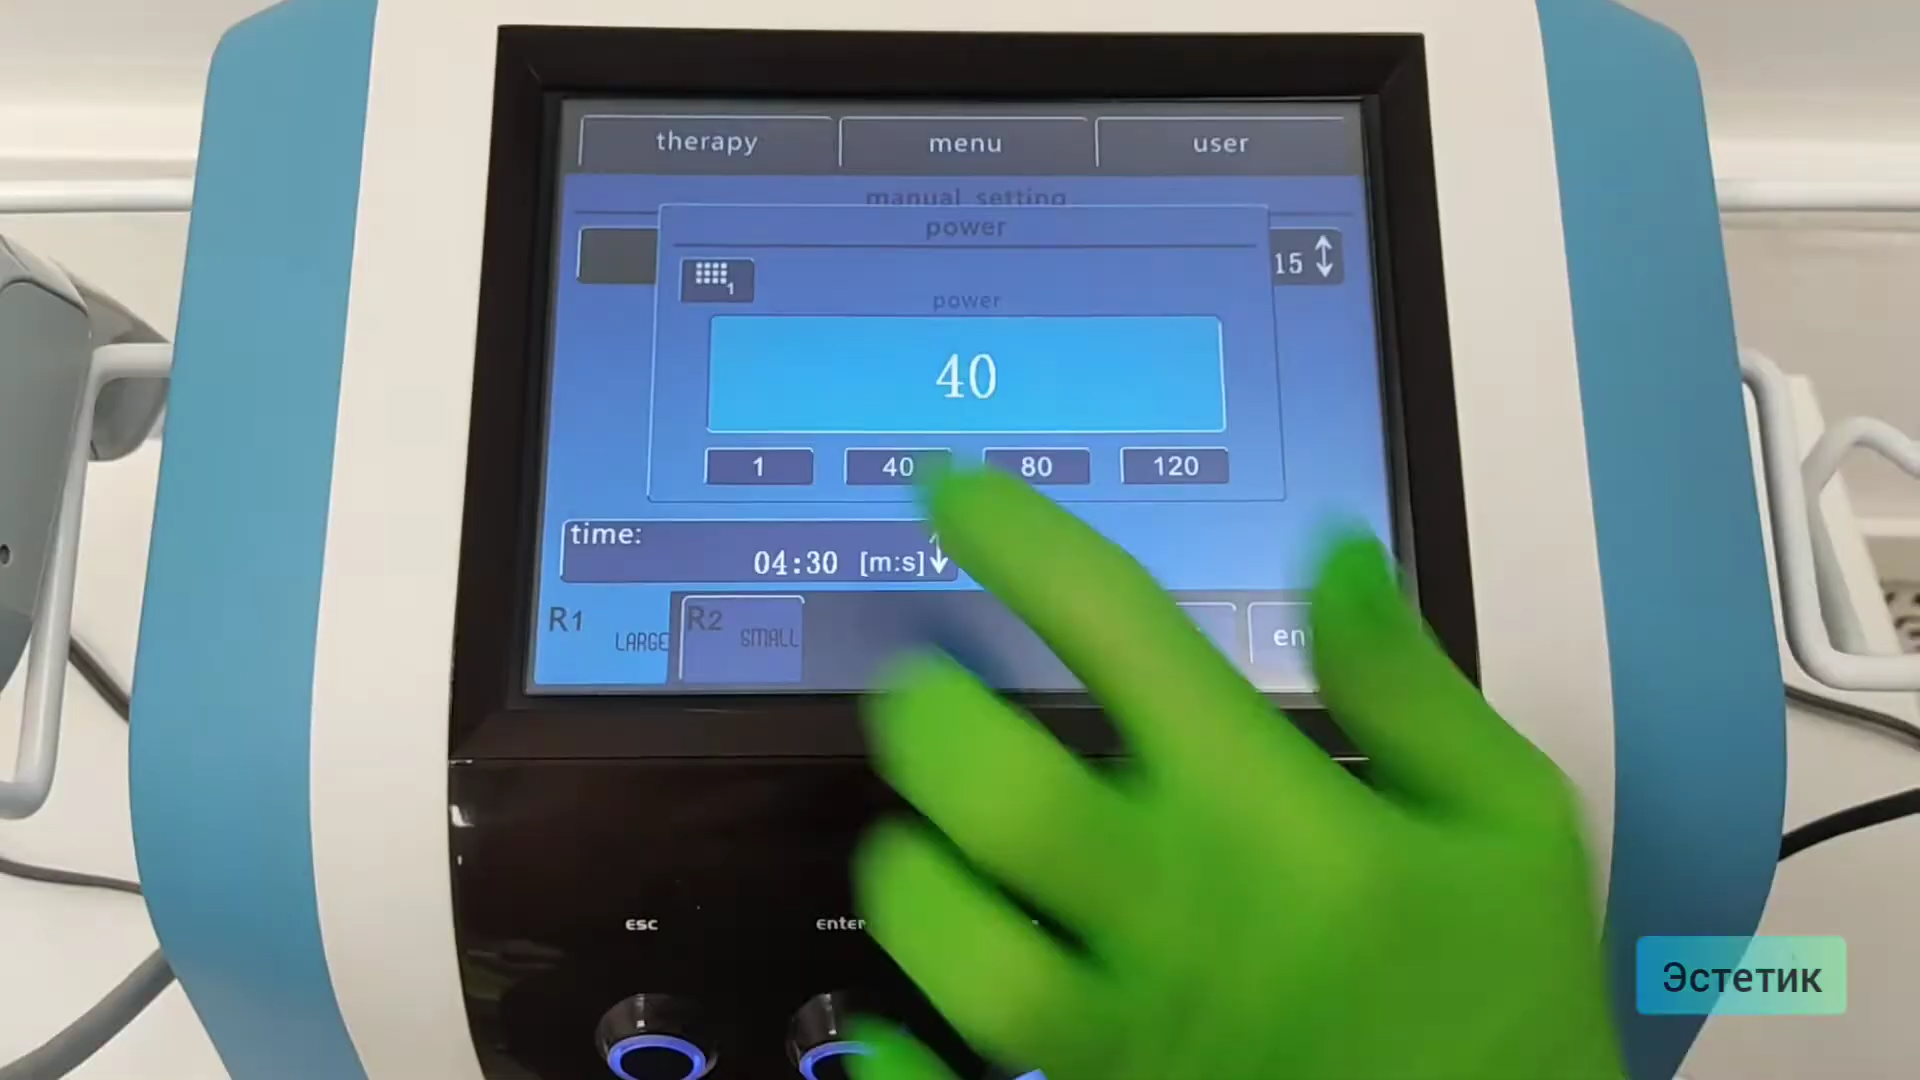 therapy
menu
user
manual setting
power
15
1
power
40
1
40
80
120
time:
04:30 [m:s]
R1
LARGE
R2
SMALL
en
esc
enter
Эстетик